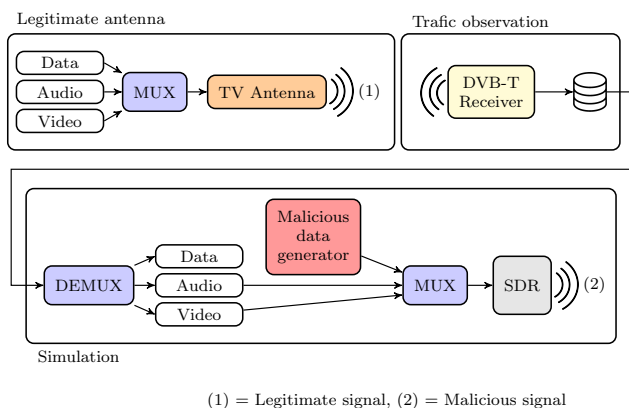 Legitimate antenna
Trafic observation
Data
Audio
Video
MUX
TV Antenna
(1)
DVB-T
Receiver
Malicious
data
generator
DEMUX
Data
Audio
Video
MUX
SDR
(2)
Simulation
(1) = Legitimate signal, (2) = Malicious signal